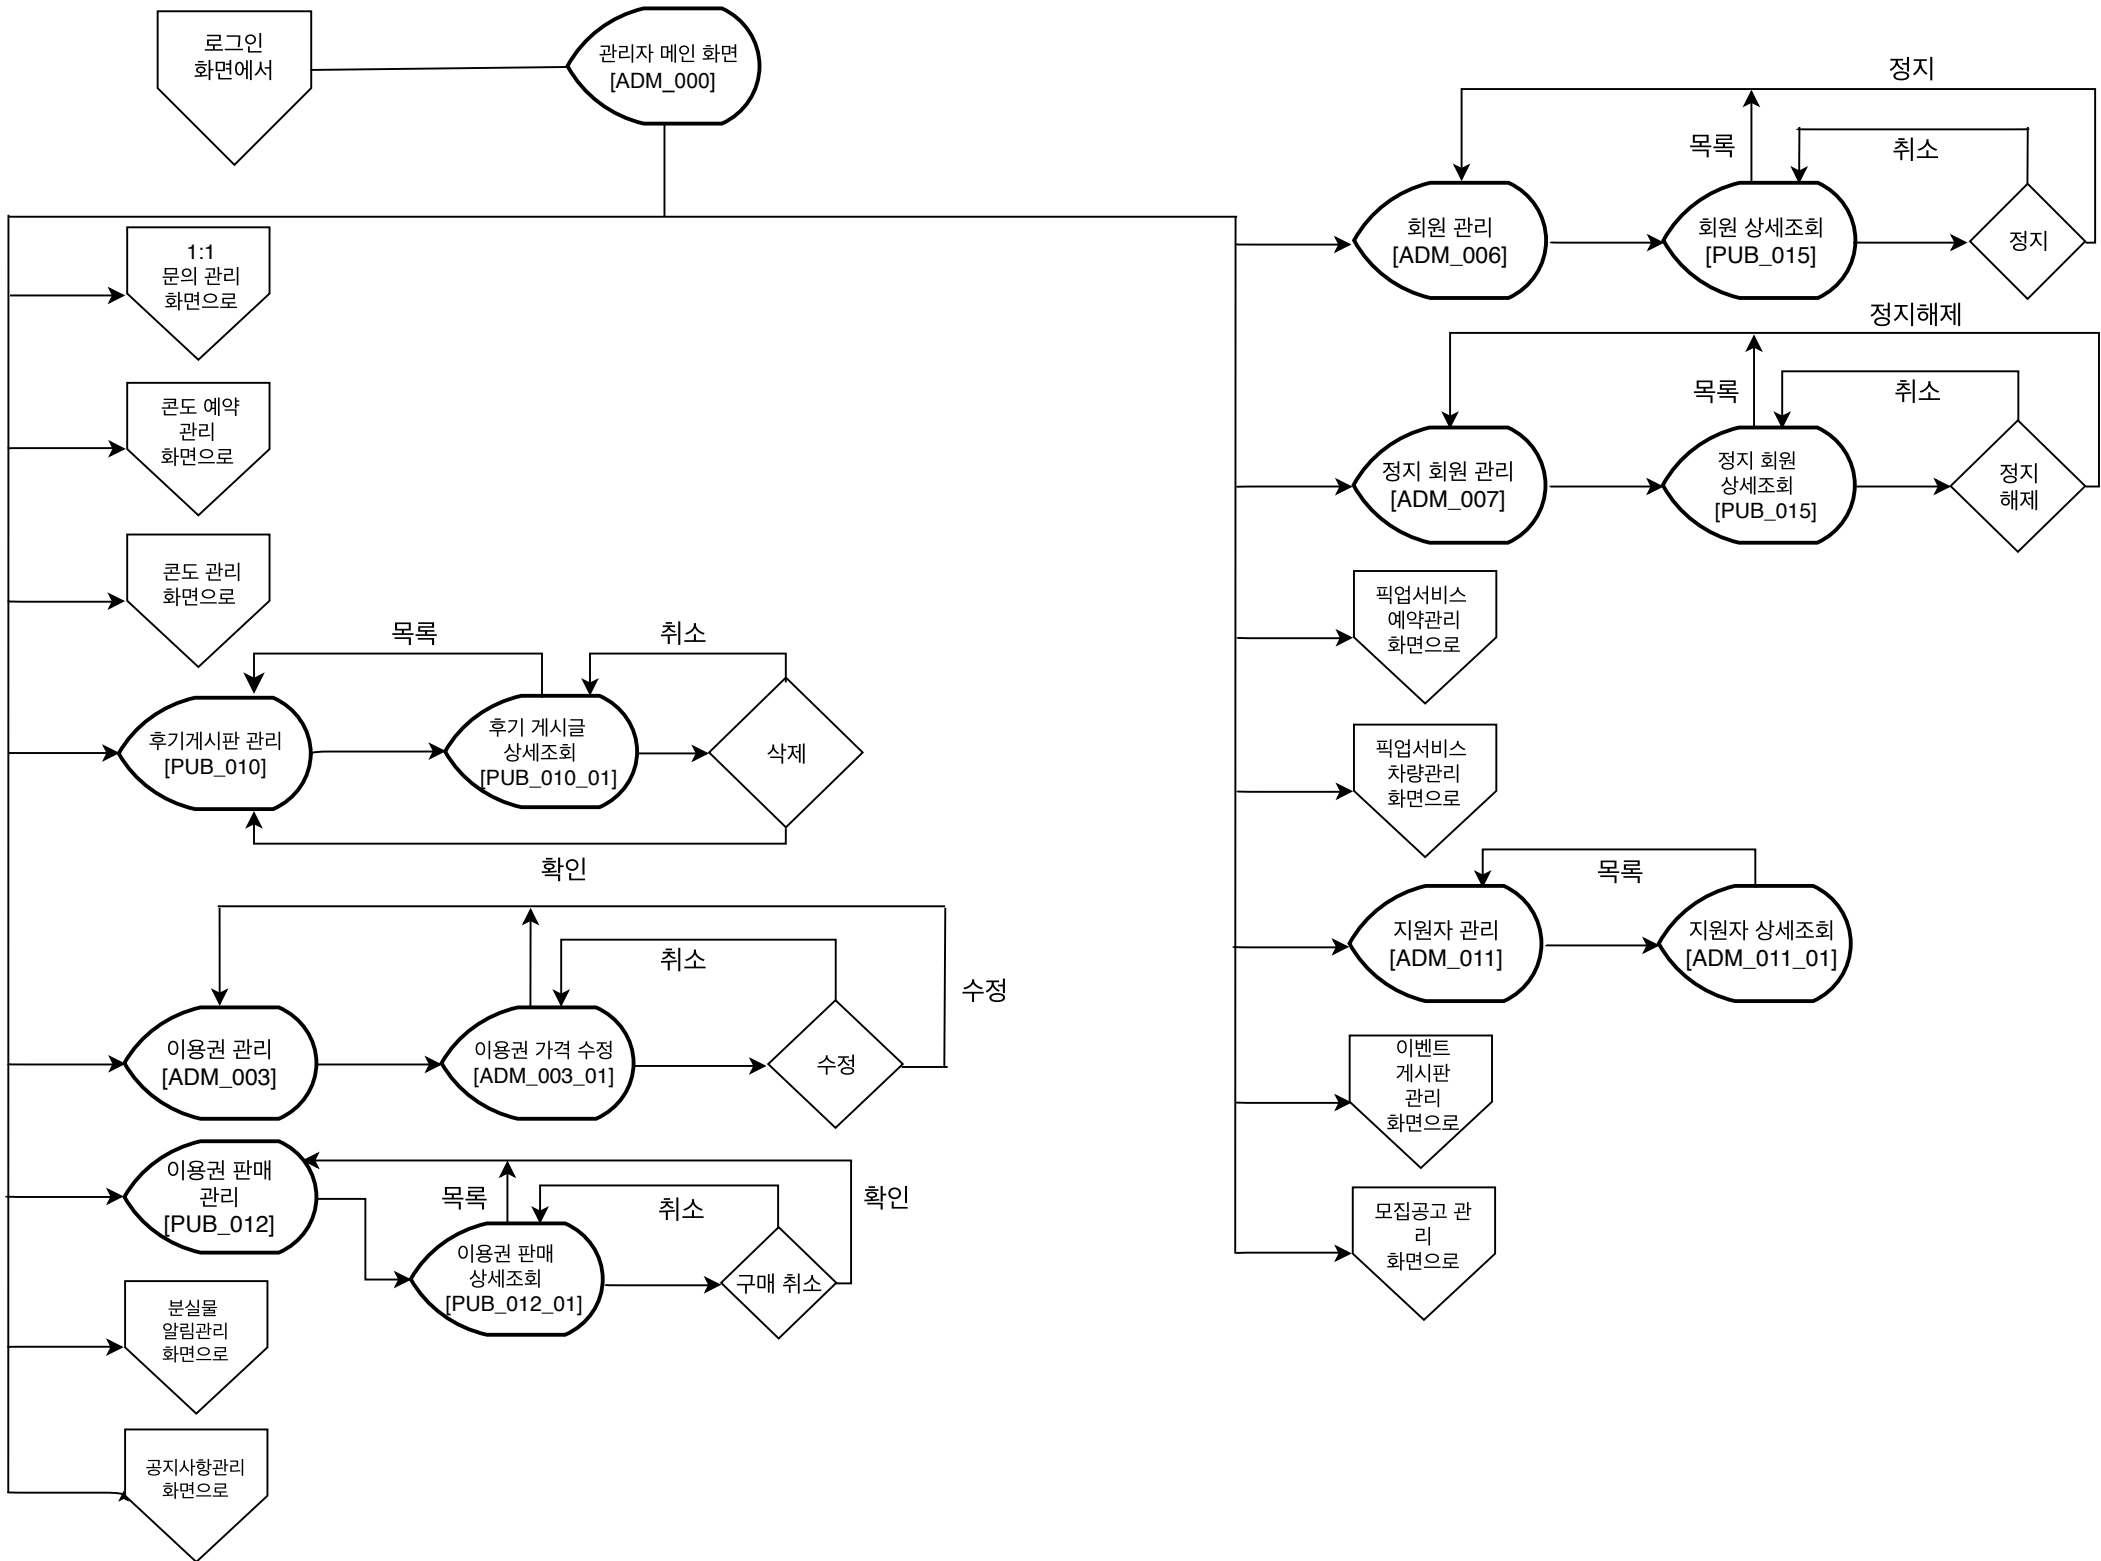 로그인
화면에서
관리자 메인 화면
[ADM_000]
1:1
문의 관리
화면으로
콘도 예약
관리
화면으로
콘도 관리
화면으로
목록
취소
후기게시판 관리
[PUB_010]
후기 게시글
상세조회
[PUB_010_01]
삭제
확인
취소
수정
이용권 관리
[ADM_003]
이용권 가격 수정
[ADM_003_01]
수정
이용권 판매
관리
[PUB_012]
목록
취소
확인
이용권 판매
상세조회
[PUB_012_01]
구매 취소
분실물
알림관리
화면으로
공지사항관리
화면으로
정지
목록
취소
회원 관리
[ADM_006]
회원 상세조회
[PUB_015]
정지
정지해제
목록
취소
정지 회원 관리
[ADM_007]
정지 회원
상세조회
[PUB_015]
정지
해제
픽업서비스
예약관리
화면으로
픽업서비스
차량관리
화면으로
목록
지원자 관리
[ADM_011]
지원자 상세조회
[ADM_011_01]
이벤트
게시판
관리
화면으로
모집공고 관
리
화면으로